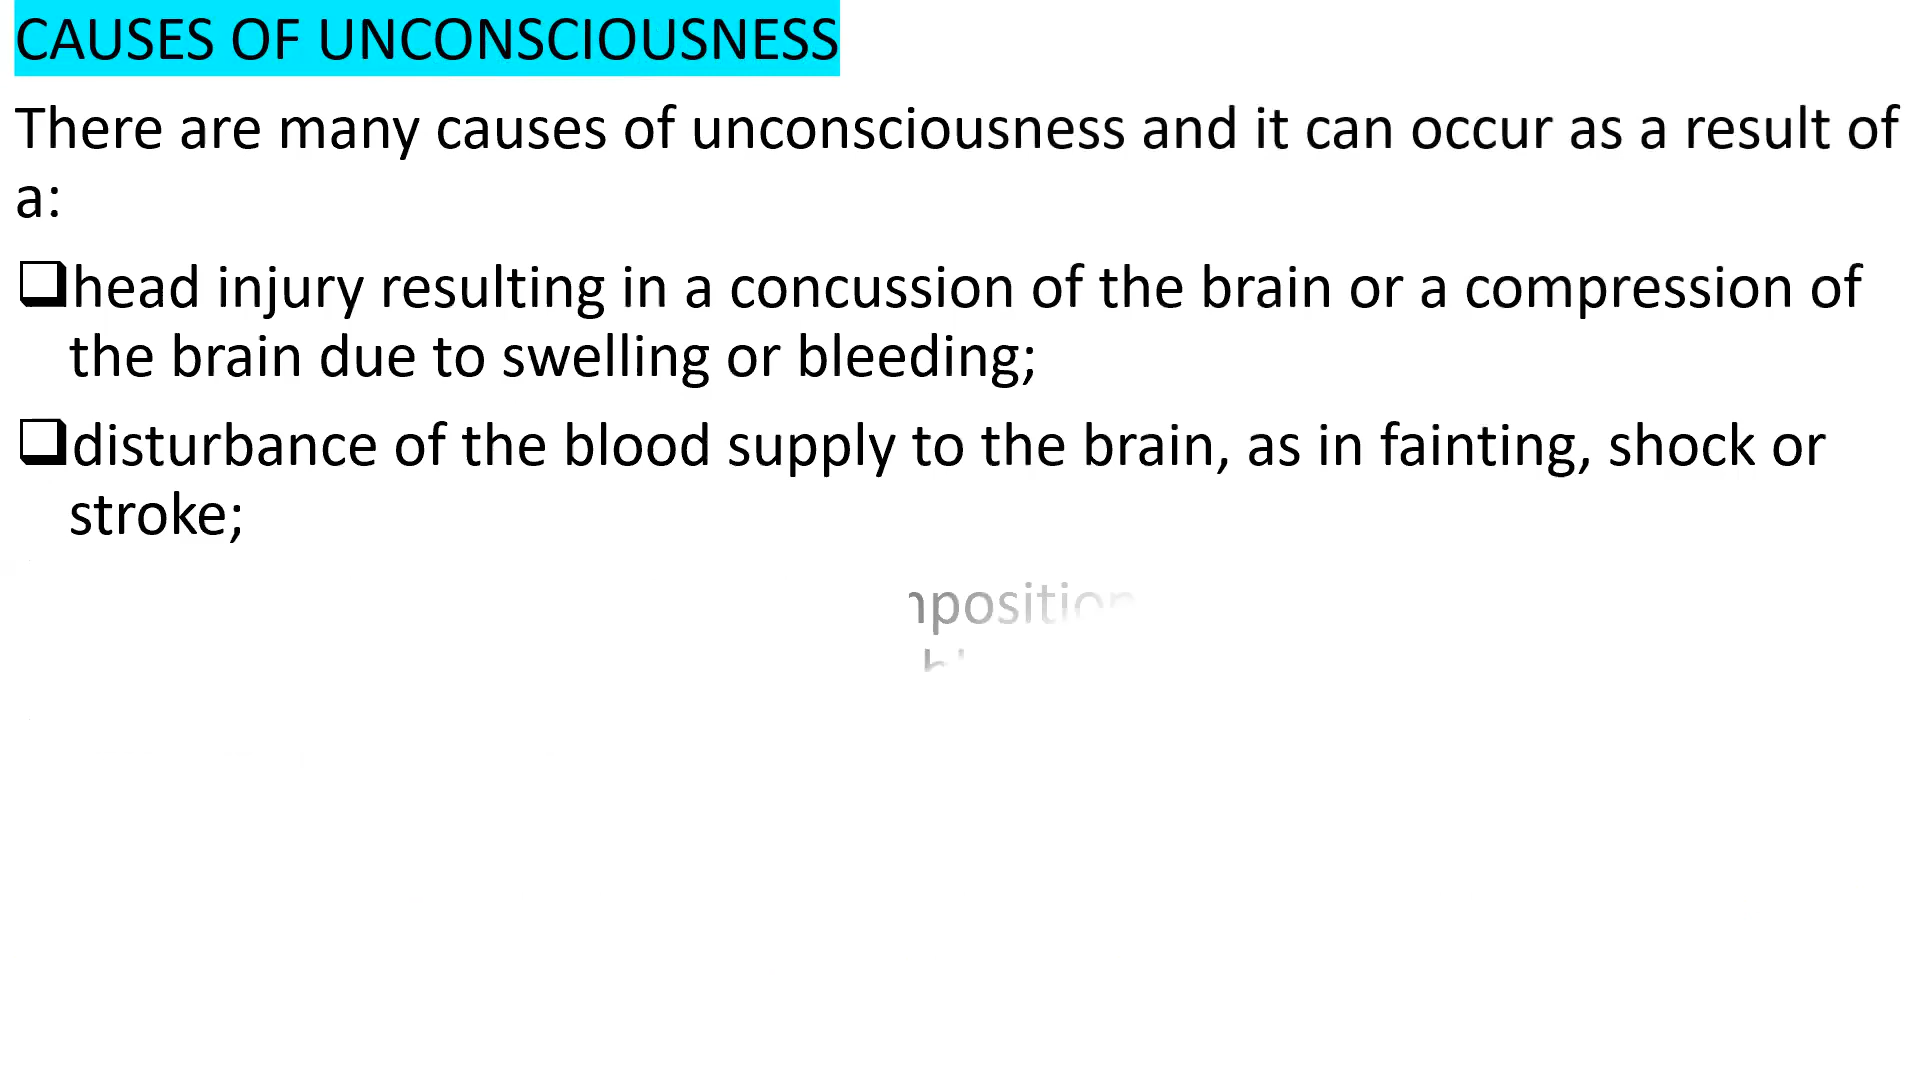 CAUSES OF UNCONSCIOUSNESS
There are many causes of unconsciousness and it can occur as a result of
a:
❑head injury resulting in a concussion of the brain or a compression of
the brain due to swelling or bleeding;
❑disturbance of the blood supply to the brain, as in fainting, shock or
stroke;